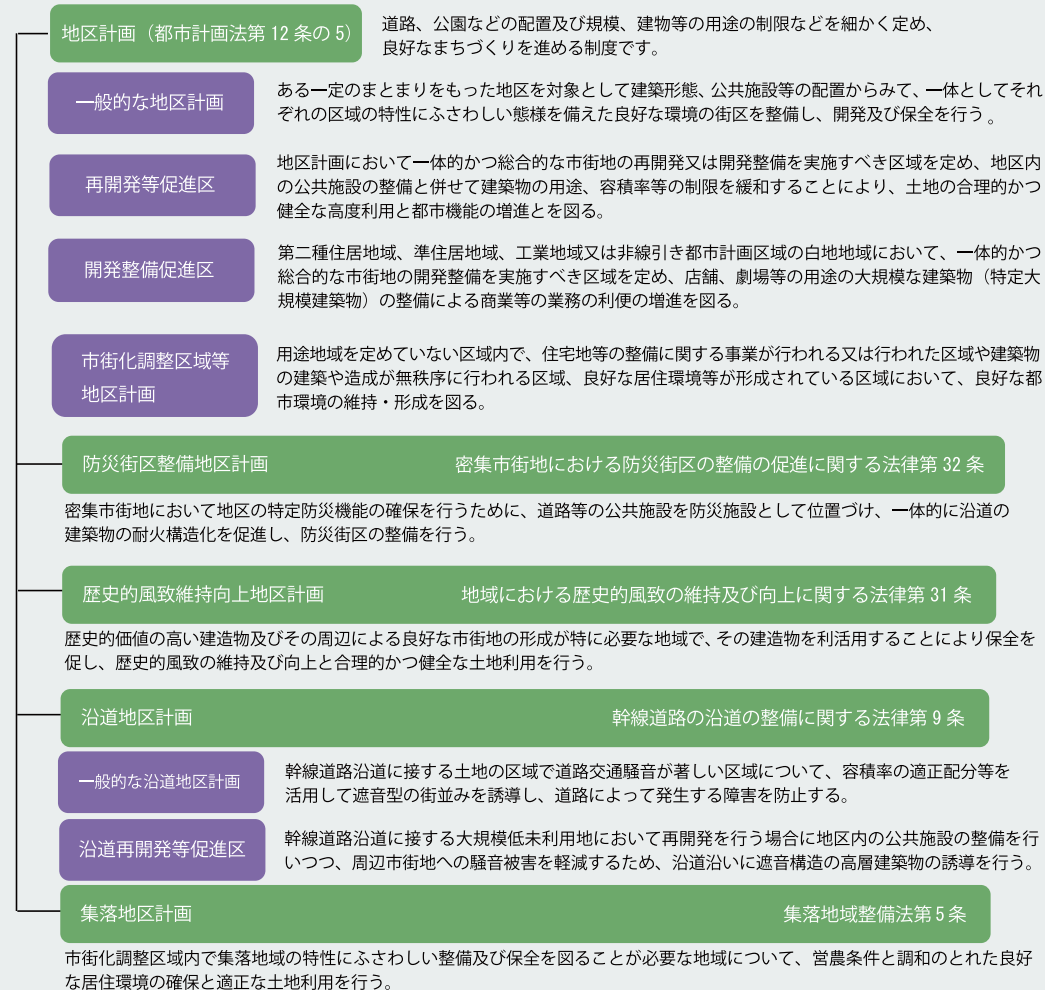 地区計画（都市計画法第12条の5）
道路、公園などの配置及び規模、建物等の用途の制限などを細かく定め、
良好なまちづくりを進める制度です。
一般的な地区計画
ある一定のまとまりをもった地区を対象として建築形態、公共施設等の配置からみて、一体としてそれ
ぞれの区域の特性にふさわしい態様を備えた良好な環境の街区を整備し、開発及び保全を行う。
再開発等促進区
地区計画において一体的かつ総合的な市街地の再開発又は開発整備を実施すべき区域を定め、地区内
の公共施設の整備と併せて建築物の用途、容積率等の制限を緩和することにより、土地の合理的かつ
健全な高度利用と都市機能の増進とを図る。
開発整備促進区
第二種住居地域、準住居地域、工業地域又は非線引き都市計画区域の白地地域において、一体的かつ
総合的な市街地の開発整備を実施すべき区域を定め、店舗、劇場等の用途の大規模な建築物（特定大
規模建築物）の整備による商業等の業務の利便の増進を図る。
市街化調整区域等
地区計画
用途地域を定めていない区域内で、住宅地等の整備に関する事業が行われる又は行われた区域や建築物
の建築や造成が無秩序に行われる区域、良好な居住環境等が形成されている区域において、良好な都
市環境の維持・形成を図る。
防災街区整備地区計画
密集市街地における防災街区の整備の促進に関する法律第32条
密集市街地において地区の特定防災機能の確保を行うために、道路等の公共施設を防災施設として位置づけ、一体的に沿道の
建築物の耐火構造化を促進し、防災街区の整備を行う。
歴史的風致維持向上地区計画
地域における歴史的風致の維持及び向上に関する法律第31条
歴史的価値の高い建造物及びその周辺による良好な市街地の形成が特に必要な地域で、その建造物を利活用することにより保全を
促し、歴史的風致の維持及び向上と合理的かつ健全な土地利用を行う。
沿道地区計画
幹線道路の沿道の整備に関する法律第9条
一般的な沿道地区計画
幹線道路沿道に接する土地の区域で道路交通騒音が著しい区域について、容積率の適正配分等を
活用して遮音型の街並みを誘導し、道路によって発生する障害を防止する。
沿道再開発等促進区
幹線道路沿道に接する大規模低未利用地において再開発を行う場合に地区内の公共施設の整備を行
いつつ、周辺市街地への騒音被害を軽減するため、沿道沿いに遮音構造の高層建築物の誘導を行う。
集落地区計画
集落地域整備法第5条
市街化調整区域内で集落地域の特性にふさわしい整備及び保全を図ることが必要な地域について、営農条件と調和のとれた良好
な居住環境の確保と適正な土地利用を行う。